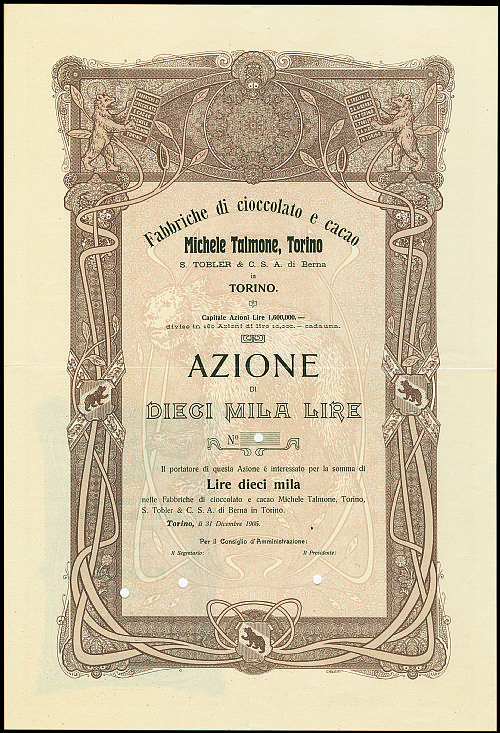 Fabbriche di cioccolato e cacao
Michele Talmone, Torino
S. TOBLER & C. S. A. di Berna
in
TORINO.
Capitale Azioni Lire 1,600,000.—
diviso in 160 Azioni di lire 10,000.— cadauna.
AZIONE
DI
DIECI MILA LIRE
No
Il portatore di questa Azione è interessato per la somma di
Lire dieci mila
nelle Fabbriche di cioccolato e cacao Michele Talmone, Torino,
S. Tobler & C. S. A. di Berna in Torino.
Torino, il 31 Dicembre 1905.
Per il Consiglio d'Amministrazione:
Il Segretario: Il Presidente: